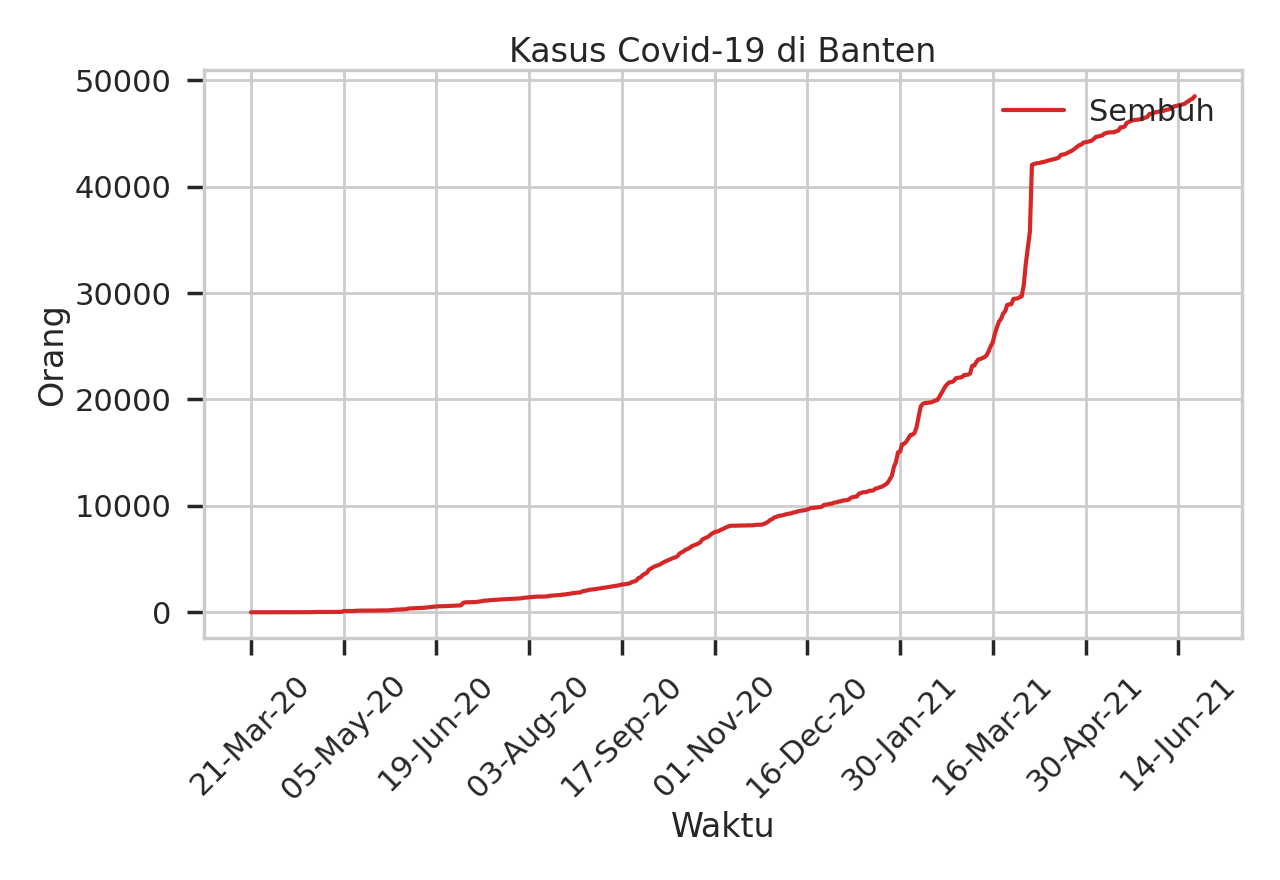 Kasus Covid-19 di Banten
Sembuh
Orang
50000
40000
30000
20000
10000
0
21-Mar-20
05-May-20
19-Jun-20
03-Aug-20
17-Sep-20
01-Nov-20
16-Dec-20
30-Jan-21
16-Mar-21
30-Apr-21
14-Jun-21
Waktu